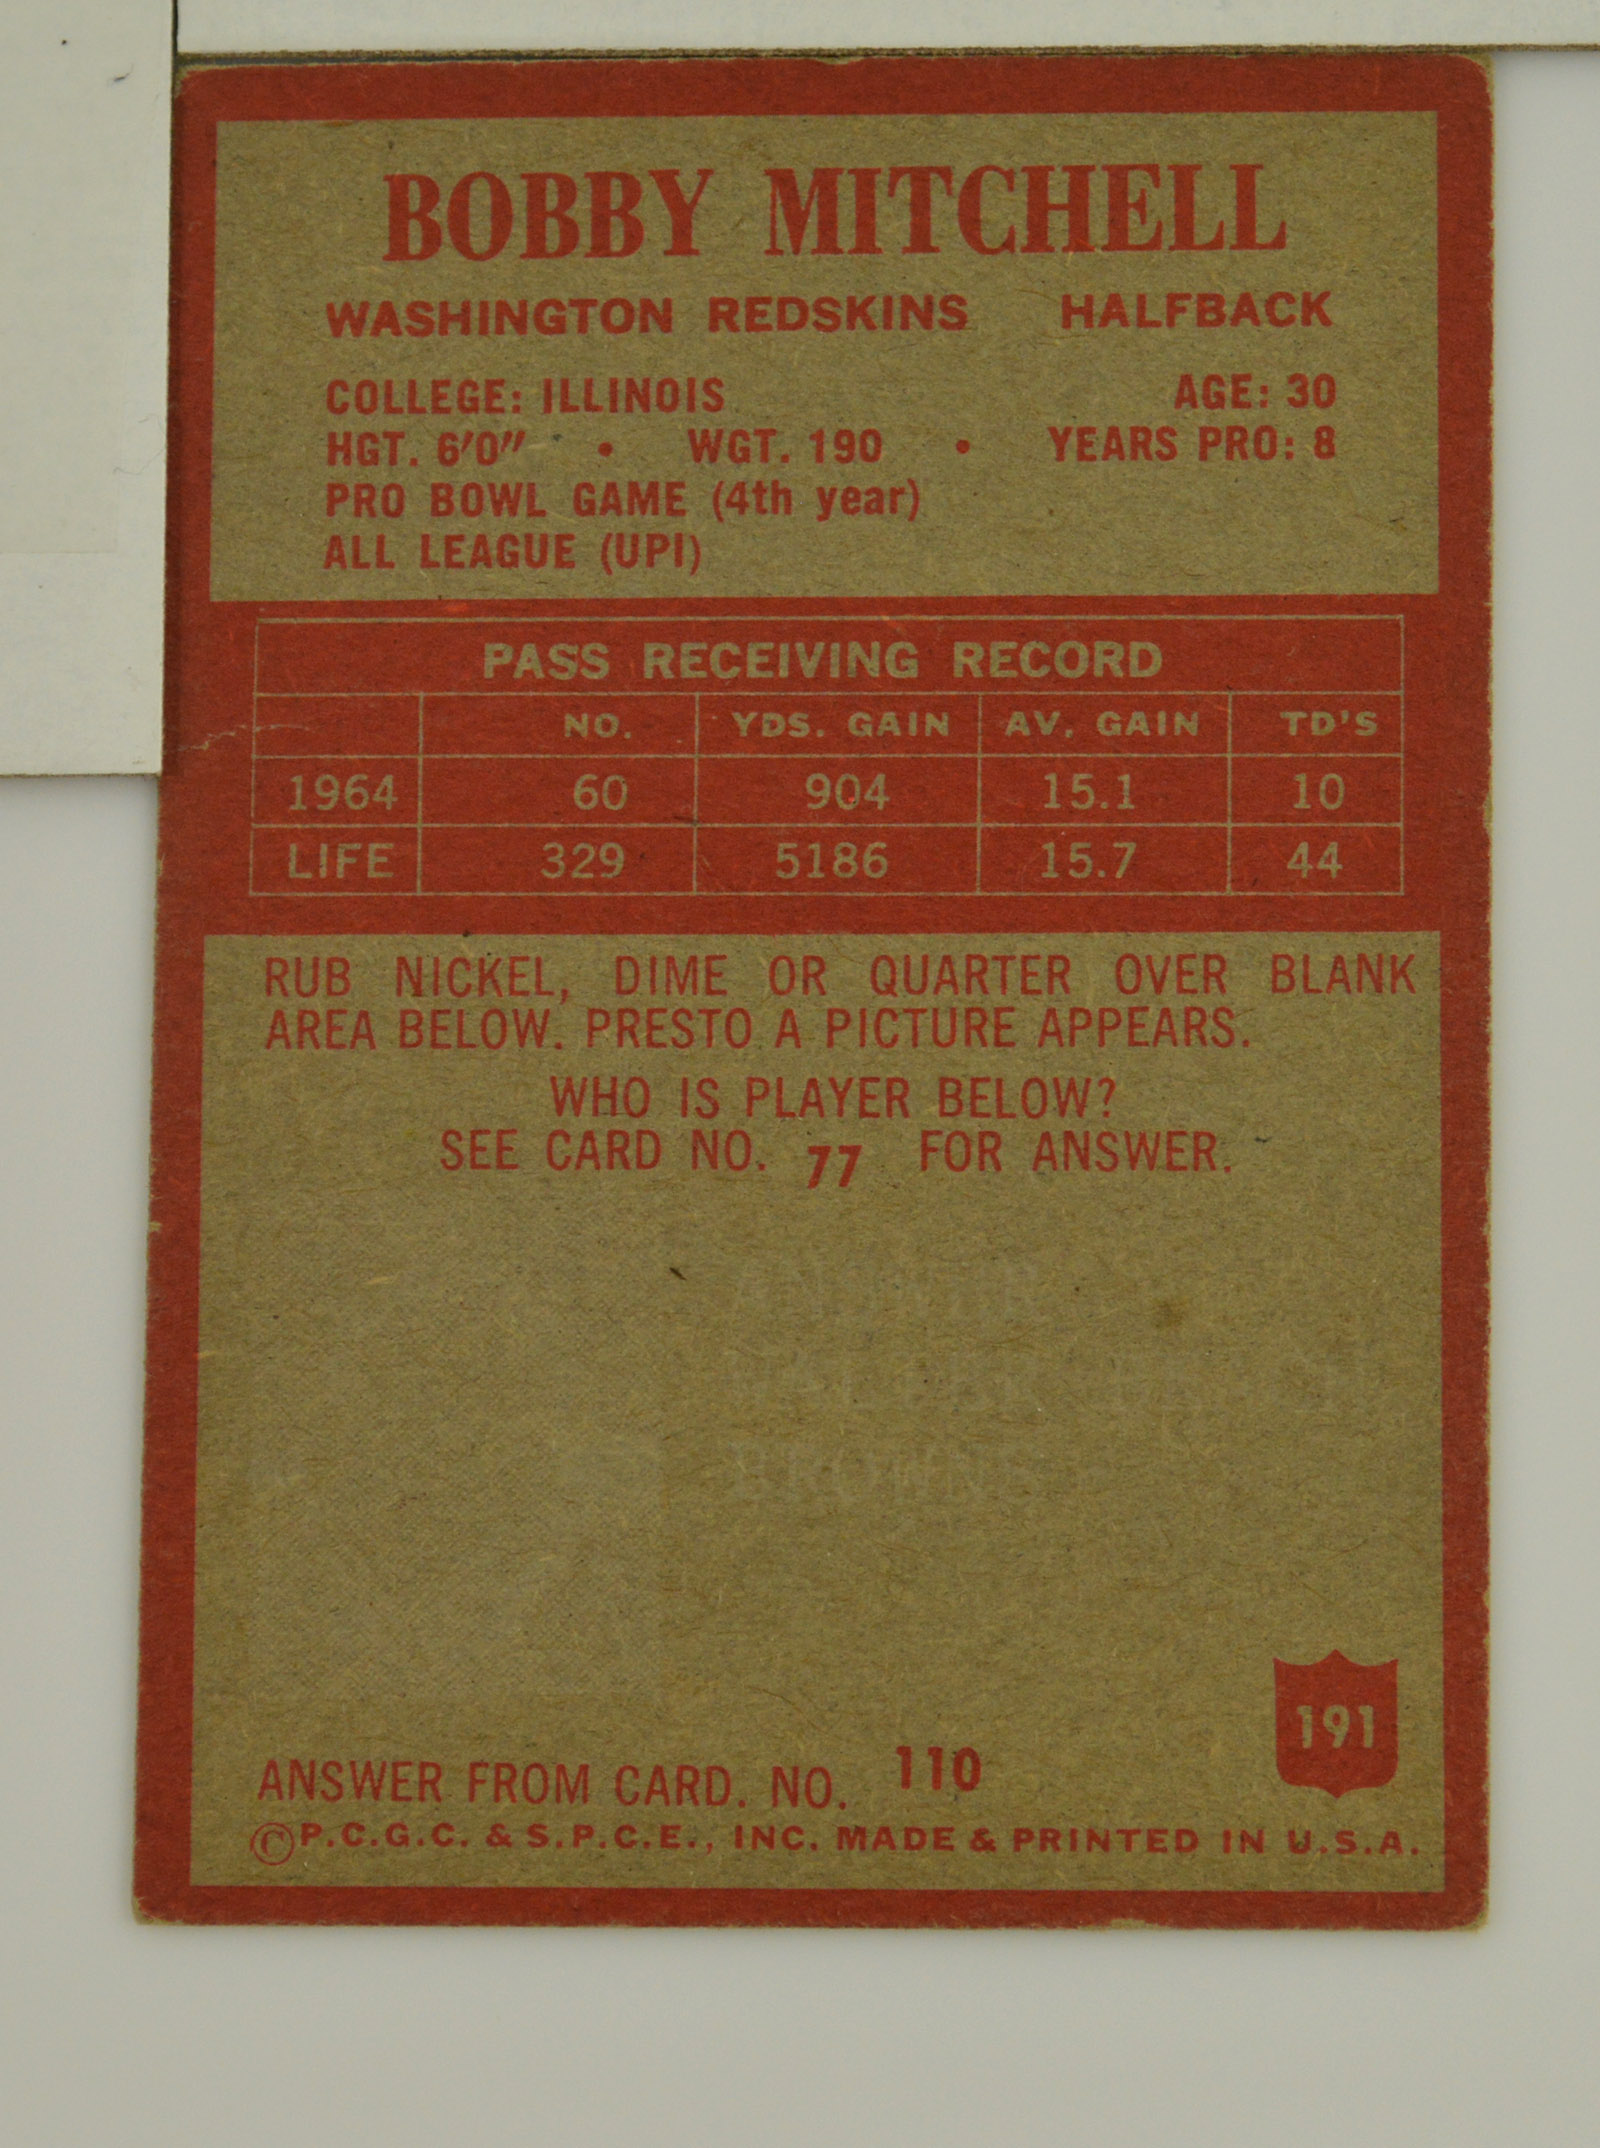 BOBBY MITCHELL
WASHINGTON REDSKINS HALFBACK
COLLEGE: ILLINOIS AGE: 30
HGT. 6'0" • WGT. 190 • YEARS PRO: 8
PRO BOWL GAME (4th year)
ALL LEAGUE (UPI)
PASS RECEIVING RECORD
NO. YDS. GAIN AV. GAIN TD'S
1964 60 904 15.1 10
LIFE 329 5186 15.7 44
RUB NICKEL, DIME OR QUARTER OVER BLANK
AREA BELOW. PRESTO A PICTURE APPEARS.
WHO IS PLAYER BELOW?
SEE CARD NO. 77 FOR ANSWER.
ANSWER
WALTER
BROWNS
191
ANSWER FROM CARD. NO. 110
©P.C.G.C. & S.P.C.E., INC. MADE & PRINTED IN U.S.A.